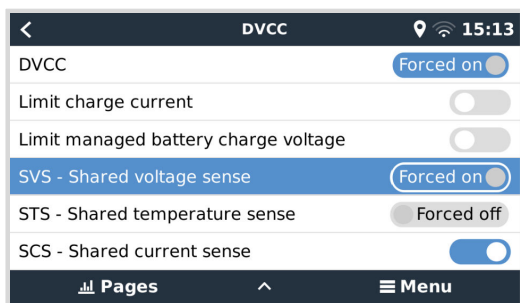 DVCC 15:13
DVCC Forced on
Limit charge current
Limit managed battery charge voltage
SVS - Shared voltage sense Forced on
STS - Shared temperature sense Forced off
SCS - Shared current sense
Pages Menu